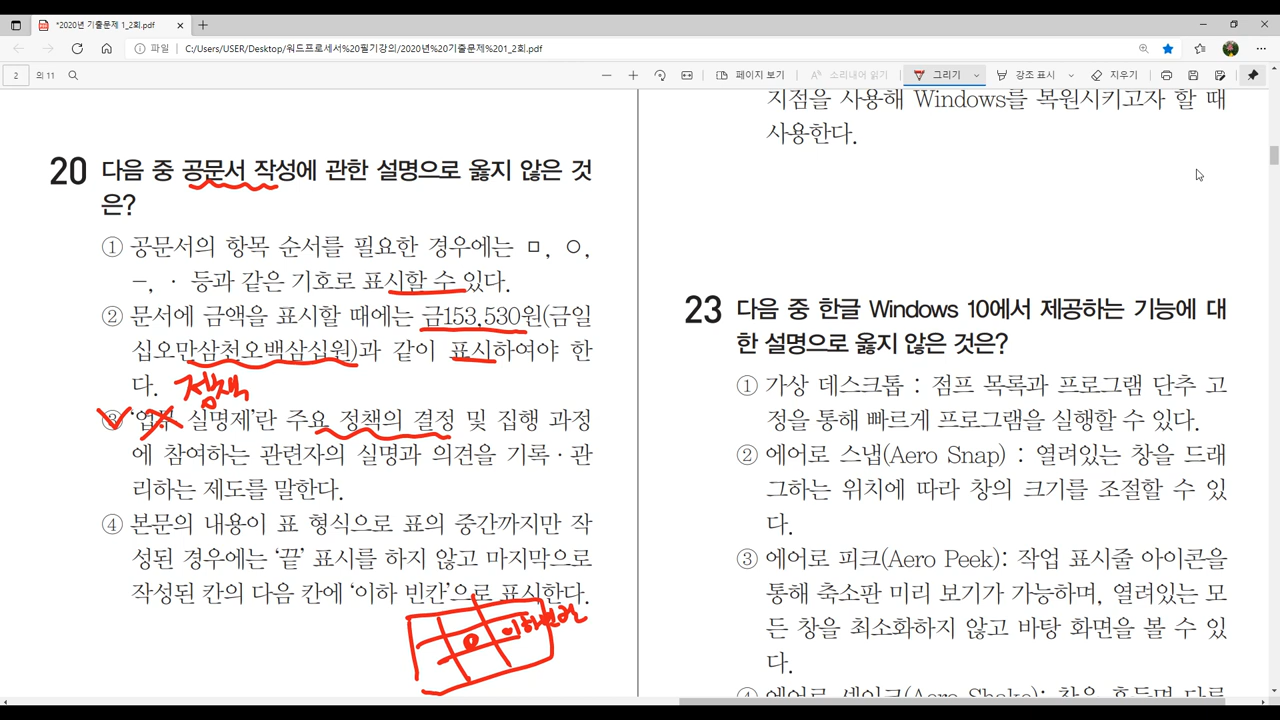 *2020년 기출문제 1_2회.pdf
파일 C:/Users/USER/Desktop/워드프로세서%20필기강의/2020년%20기출문제%201_2회.pdf
2 의 11 페이지 보기 소리내어 읽기 그리기 강조 표시 지우기
20 다음 중 공문서 작성에 관한 설명으로 옳지 않은 것
은?
① 공문서의 항목 순서를 필요한 경우에는 ㅁ, ○,
-, · 등과 같은 기호로 표시할 수 있다.
② 문서에 금액을 표시할 때에는 금153,530원(금일
십오만삼천오백삼십원)과 같이 표시하여야 한
다.
정책
③ '업무 실명제'란 주요 정책의 결정 및 집행 과정
에 참여하는 관련자의 실명과 의견을 기록·관
리하는 제도를 말한다.
④ 본문의 내용이 표 형식으로 표의 중간까지만 작
성된 경우에는 '끝' 표시를 하지 않고 마지막으로
작성된 칸의 다음 칸에 '이하 빈칸'으로 표시한다.
이하빈칸
지점을 사용해 Windows를 복원시키고자 할 때
사용한다.
23 다음 중 한글 Windows 10에서 제공하는 기능에 대
한 설명으로 옳지 않은 것은?
① 가상 데스크톱 : 점프 목록과 프로그램 단추 고
정을 통해 빠르게 프로그램을 실행할 수 있다.
② 에어로 스냅(Aero Snap) : 열려있는 창을 드래
그하는 위치에 따라 창의 크기를 조절할 수 있
다.
③ 에어로 피크(Aero Peek): 작업 표시줄 아이콘을
통해 축소판 미리 보기가 가능하며, 열려있는 모
든 창을 최소화하지 않고 바탕 화면을 볼 수 있
다.
④ 에어로 셰이크(Aero Shake): 창을 흔들면 다른